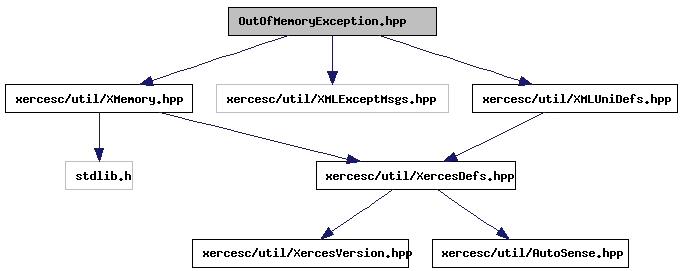 OutOfMemoryException.hpp
xercesc/util/XMemory.hpp
xercesc/util/XMLExceptMsgs.hpp
xercesc/util/XMLUniDefs.hpp
stdlib.h
xercesc/util/XercesDefs.hpp
xercesc/util/XercesVersion.hpp
xercesc/util/AutoSense.hpp